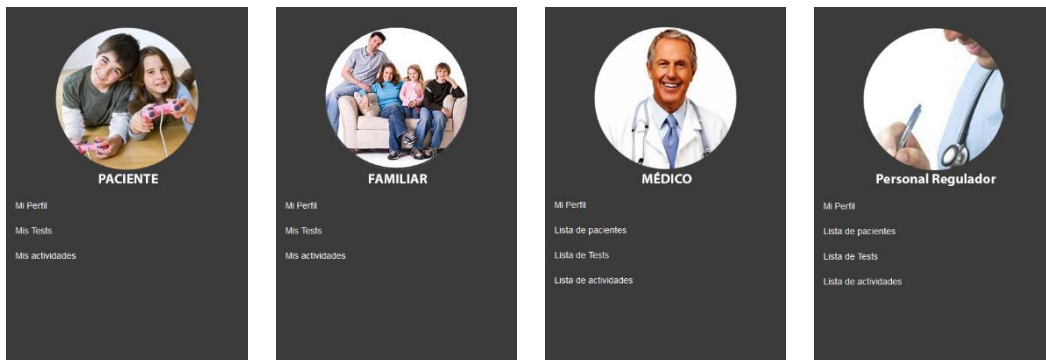 PACIENTE
Mi Perfil
Mis Tests
Mis actividades
FAMILIAR
Mi Perfil
Mis Tests
Mis actividades
MÉDICO
Mi Perfil
Lista de pacientes
Lista de Tests
Lista de actividades
Personal Regulador
Mi Perfil
Lista de pacientes
Lista de Tests
Lista de actividades